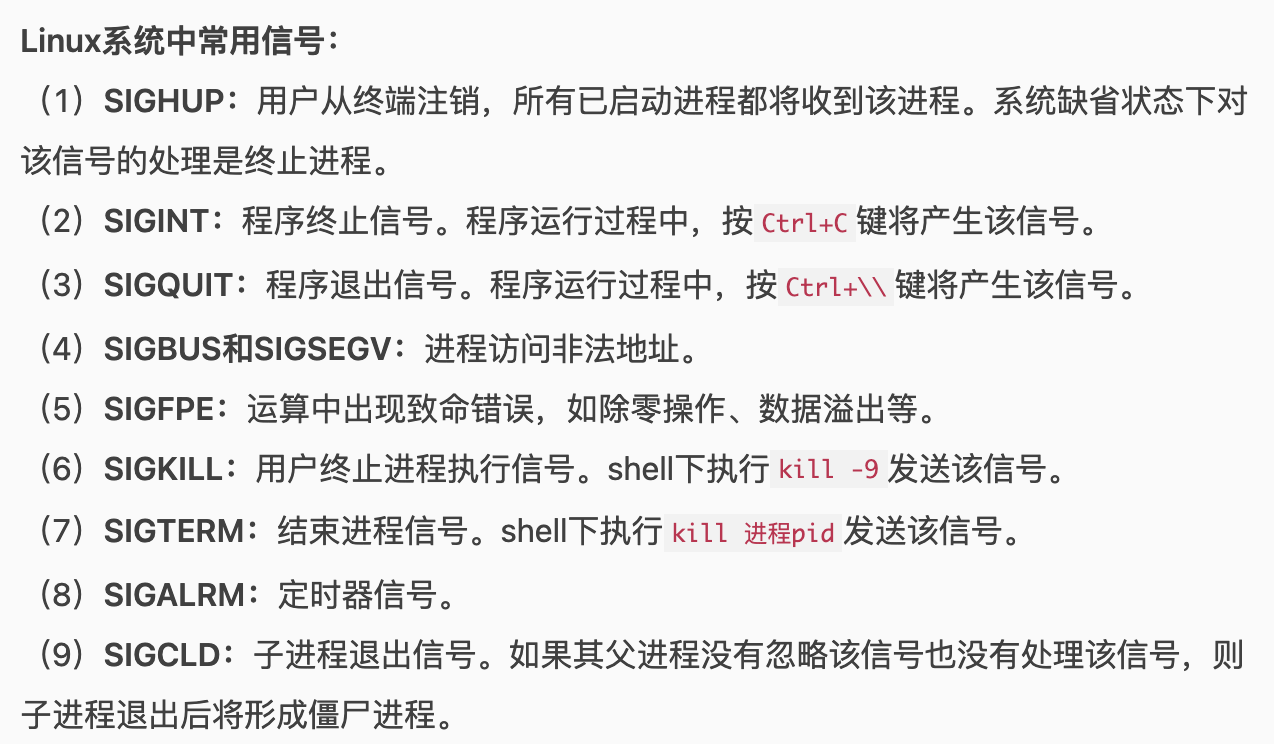 Linux系统中常用信号：
（1）SIGHUP：用户从终端注销，所有已启动进程都将收到该进程。系统缺省状态下对
该信号的处理是终止进程。
（2）SIGINT：程序终止信号。程序运行过程中，按Ctrl+C键将产生该信号。
（3）SIGQUIT：程序退出信号。程序运行过程中，按Ctrl+\\键将产生该信号。
（4）SIGBUS和SIGSEGV：进程访问非法地址。
（5）SIGFPE：运算中出现致命错误，如除零操作、数据溢出等。
（6）SIGKILL：用户终止进程执行信号。shell下执行kill -9发送该信号。
（7）SIGTERM：结束进程信号。shell下执行kill 进程pid发送该信号。
（8）SIGALRM：定时器信号。
（9）SIGCLD：子进程退出信号。如果其父进程没有忽略该信号也没有处理该信号，则
子进程退出后将形成僵尸进程。